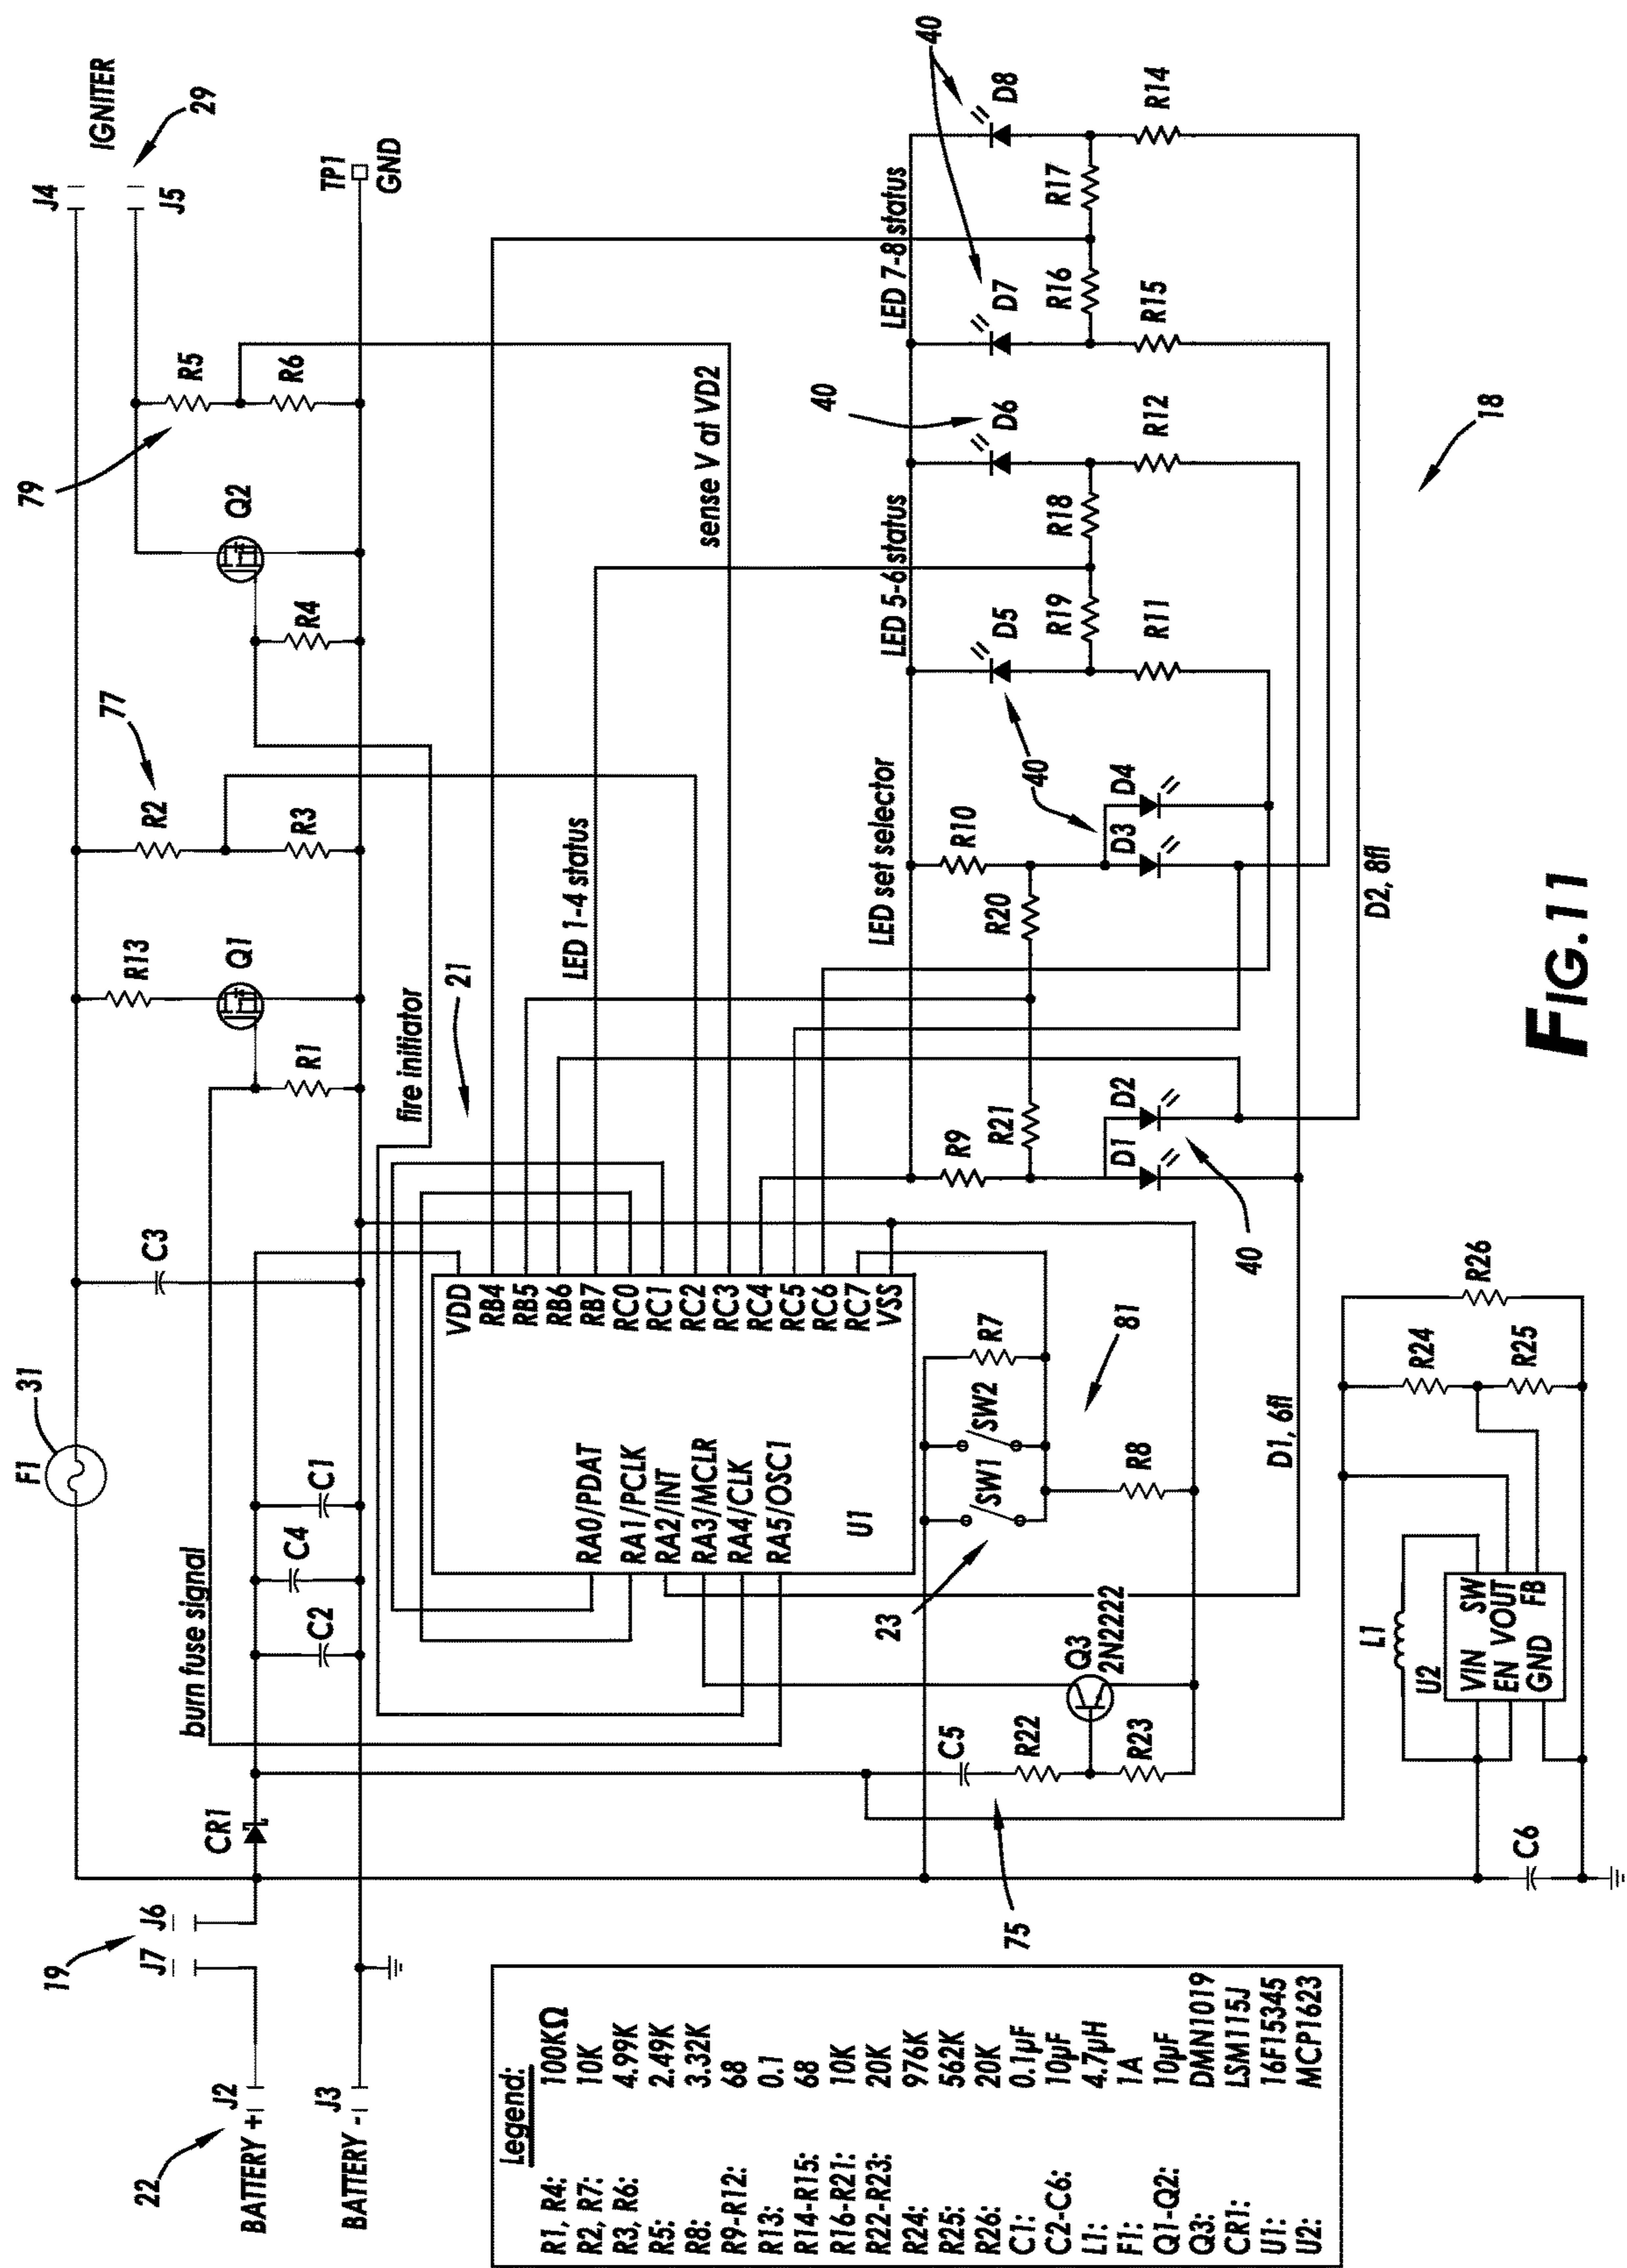 F1
31
IGNITER
J4
29
J5
19
J7
J6
CR1
burn fuse signal
C2
C4
C1
C3
R13
Q1
R1
77
R2
R3
Q2
R4
79
R5
R6
22
J2
BATTERY +
J3
BATTERY -
TP1
GND
fire initiator
21
LED 1-4 status
sense V at VD2
VDD
RB4
RB5
RB6
RB7
RC0
RC1
RC2
RC3
RC4
RC5
RC6
RC7
VSS
RA0/PDAT
RA1/PCLK
RA2/INT
RA3/MCLR
RA4/CLK
RA5/OSC1
U1
LED set selector
LED 5-6 status
LED 7-8 status
40
40
C5
R22
R23
75
Q3
2N2222
23
SW1
SW2
R7
R8
81
R9
R21
D1
D2
40
R20
R10
D3
D4
40
D5
R19
R18
R11
D6
R12
D7
R16
R15
R17
D8
R14
D1, 6fl
D2, 8fl
18
L1
U2
VIN
EN
GND
SW
VOUT
FB
C6
R24
R25
R26
Legend:
R1, R4: 100KΩ
R2, R7: 10K
R3, R6: 4.99K
R5: 2.49K
R8: 3.32K
R9-R12: 68
R13: 0.1
R14-R15: 68
R16-R21: 10K
R22-R23: 20K
R24: 976K
R25: 562K
R26: 20K
C1: 0.1µF
C2-C6: 10µF
L1: 4.7µH
F1: 1A
Q1-Q2: 10µF
Q3: DMN1019
CR1: LSM115J
U1: 16F15345
U2: MCP1623
FIG.11